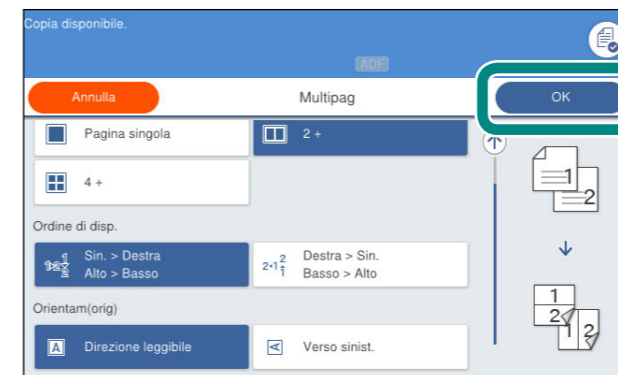 Copia disponibile.
ADF
Annulla
Multipag
OK
Pagina singola
2 +
4 +
Ordine di disp.
Sin. > Destra
Alto > Basso
Destra > Sin.
Basso > Alto
Orientam(orig)
Direzione leggibile
Verso sinist.
1
2
1
2
1
2